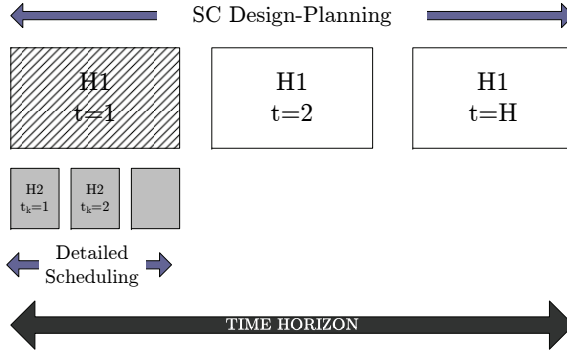 SC Design-Planning
H1
t=1
H1
t=2
H1
t=H
H2
tₖ=1
H2
tₖ=2
Detailed
Scheduling
TIME HORIZON